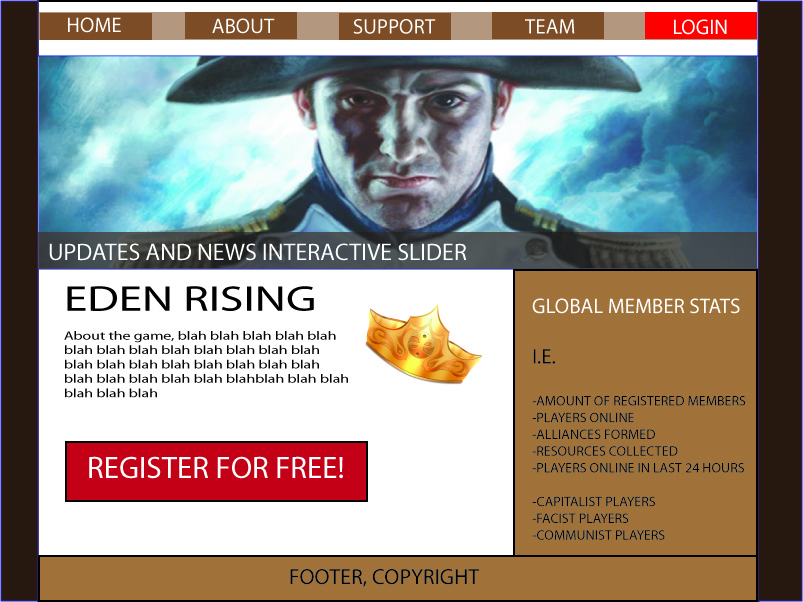 HOME
ABOUT
SUPPORT
TEAM
LOGIN
UPDATES AND NEWS INTERACTIVE SLIDER
EDEN RISING
About the game, blah blah blah blah blah
blah blah blah blah blah blah blah blah
blah blah blah blah blah blah blah blah
blah blah blah blah blah blahblah blah blah
blah blah blah
REGISTER FOR FREE!
GLOBAL MEMBER STATS
I.E.
-AMOUNT OF REGISTERED MEMBERS
-PLAYERS ONLINE
-ALLIANCES FORMED
-RESOURCES COLLECTED
-PLAYERS ONLINE IN LAST 24 HOURS
-CAPITALIST PLAYERS
-FACIST PLAYERS
-COMMUNIST PLAYERS
FOOTER, COPYRIGHT